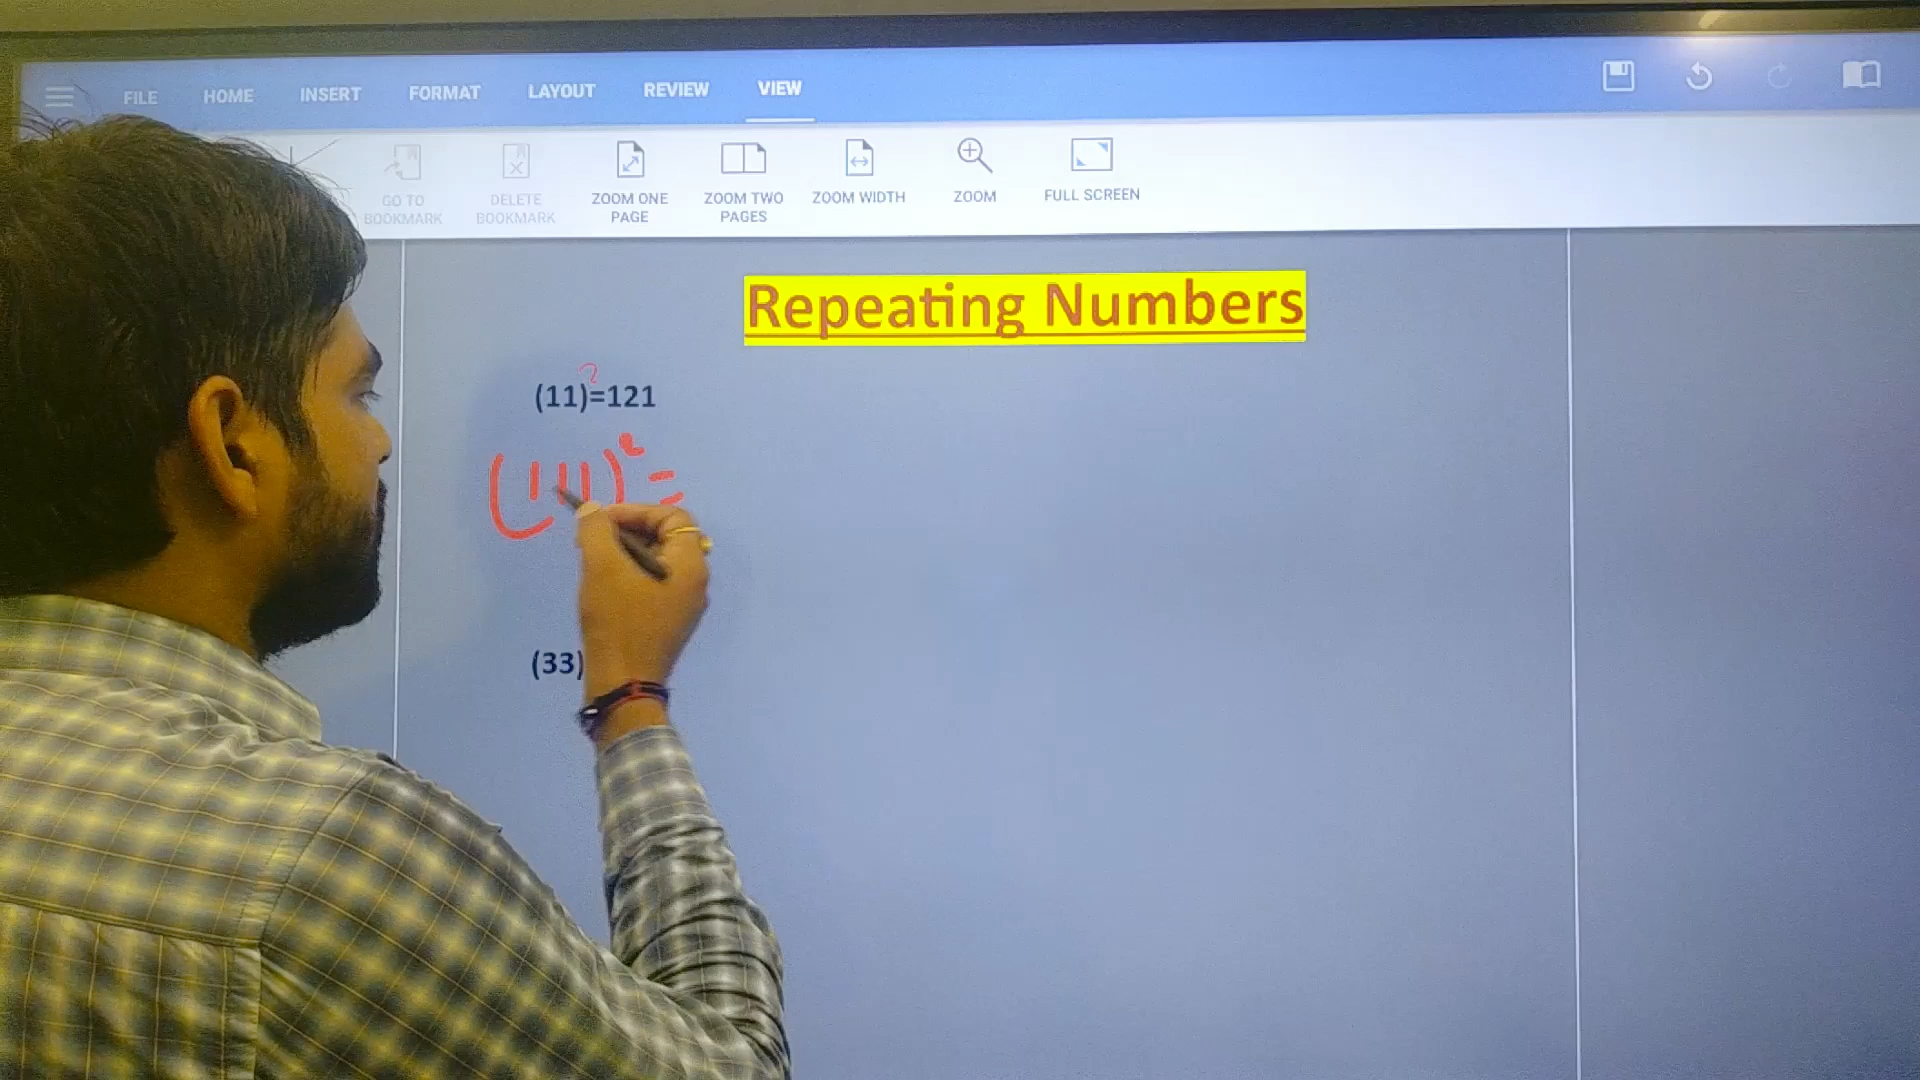 FILE HOME INSERT FORMAT LAYOUT REVIEW VIEW
GO TO BOOKMARK
DELETE BOOKMARK
ZOOM ONE PAGE
ZOOM TWO PAGES
ZOOM WIDTH
ZOOM
FULL SCREEN
Repeating Numbers
(11)²=121
(111)² =
(33)